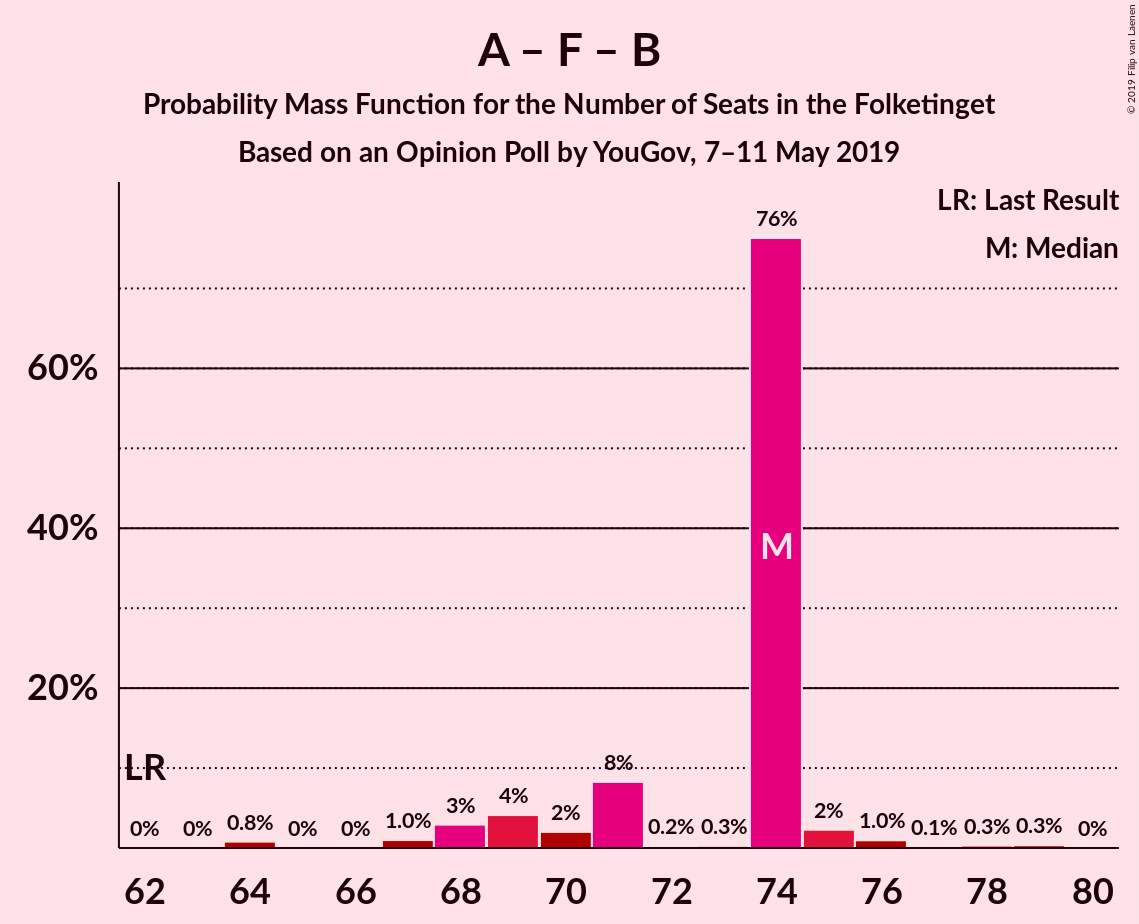 A – F – B
Probability Mass Function for the Number of Seats in the Folketinget
Based on an Opinion Poll by YouGov, 7–11 May 2019
© 2019 Filip van Laenen
LR: Last Result
M: Median
76%
60%
40%
M
20%
LR
0% 0% 0.8% 0% 0% 1.0% 3% 4% 2% 8% 0.2% 0.3% 2% 1.0% 0.1% 0.3% 0.3% 0%
62 64 66 68 70 72 74 76 78 80